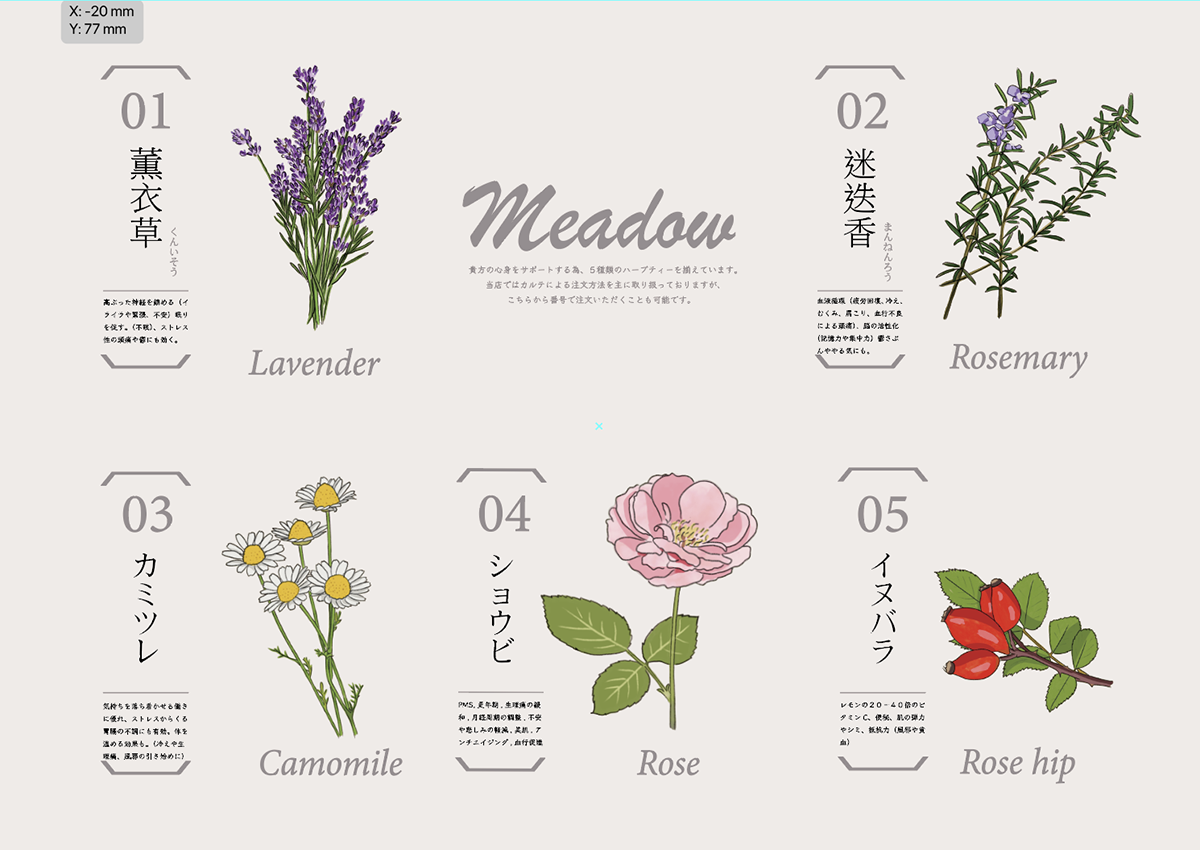 X: -20 mm
Y: 77 mm
01
薫衣草
くんいそう
高ぶった神経を鎮める（イ
ライラや緊張、不安）眠り
を促す。（不眠）、ストレス
性の頭痛や鬱にも効く。
Lavender
Meadow
貴方の心身をサポートする為、５種類のハーブティーを揃えています。
当店ではカルテによる注文方法を主に取り扱っておりますが、
こちらから番号で注文いただくことも可能です。
02
迷迭香
まんねんろう
血液循環（疲労回復、冷え、
むくみ、肩こり、血行不良
による頭痛）、脳の活性化
（記憶力や集中力）鬱さぶ
んややる気にも。
Rosemary
03
カミツレ
気持ちを落ち着かせる働き
に優れ、ストレスからくる
胃腸の不調にも有効。体を
温める効果も。（冷えや生
理痛、風邪の引き始めに）
Camomile
04
ショウビ
PMS，更年期，生理痛の緩
和，月経周期の調整，不安
や悲しみの軽減，美肌，ア
ンチエイジング，血行促進
Rose
05
イヌバラ
レモンの２０－４０倍のビ
タミンC、便秘、肌の弾力
やシミ、抵抗力（風邪や貧
血）
Rose hip